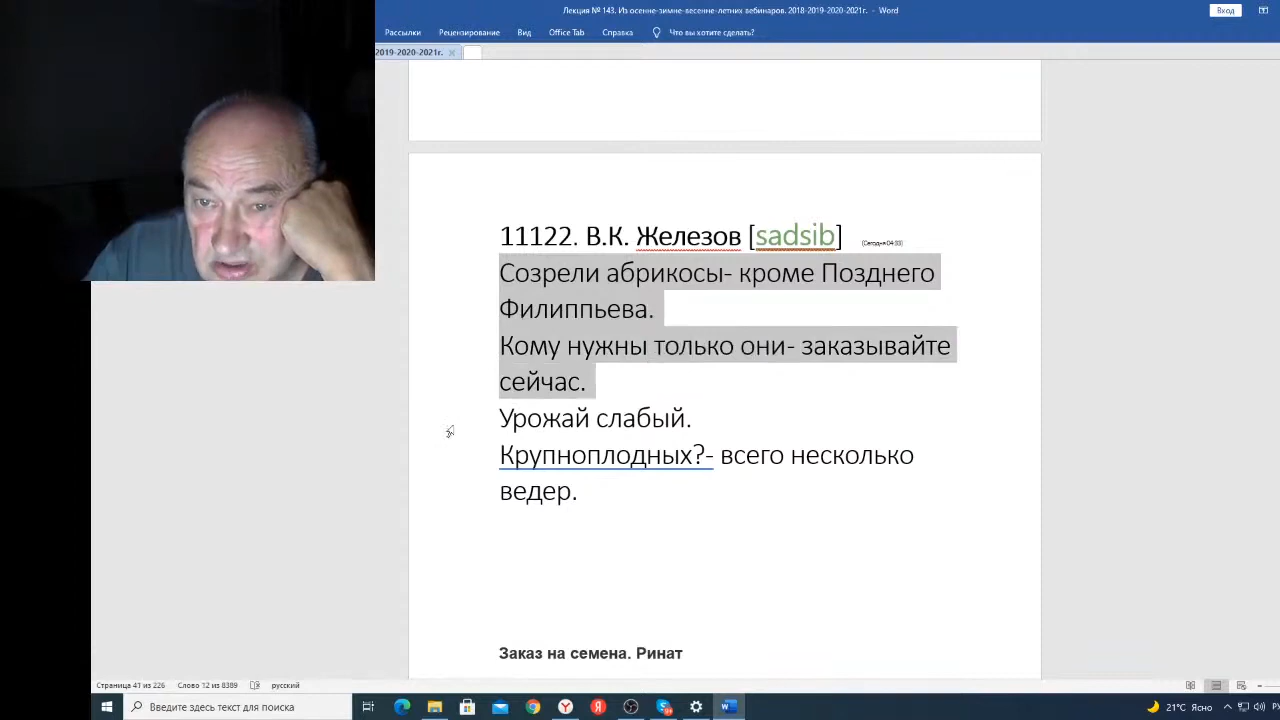 Лекция № 143. Из осенне-зимне-весенне-летних вебинаров. 2018-2019-2020-2021г. - Word
Вход
Рассылки Рецензирование Вид Office Tab Справка Что вы хотите сделать?
2019-2020-2021г.
11122. В.К. Железов [sadsib] [Сегодня 04:33]
Созрели абрикосы- кроме Позднего
Филиппьева.
Кому нужны только они- заказывайте
сейчас.
Урожай слабый.
Крупноплодных?- всего несколько
ведер.
Заказ на семена. Ринат
Страница 41 из 226 Слово 12 из 8389 русский
Введите здесь текст для поиска
21°C Ясно